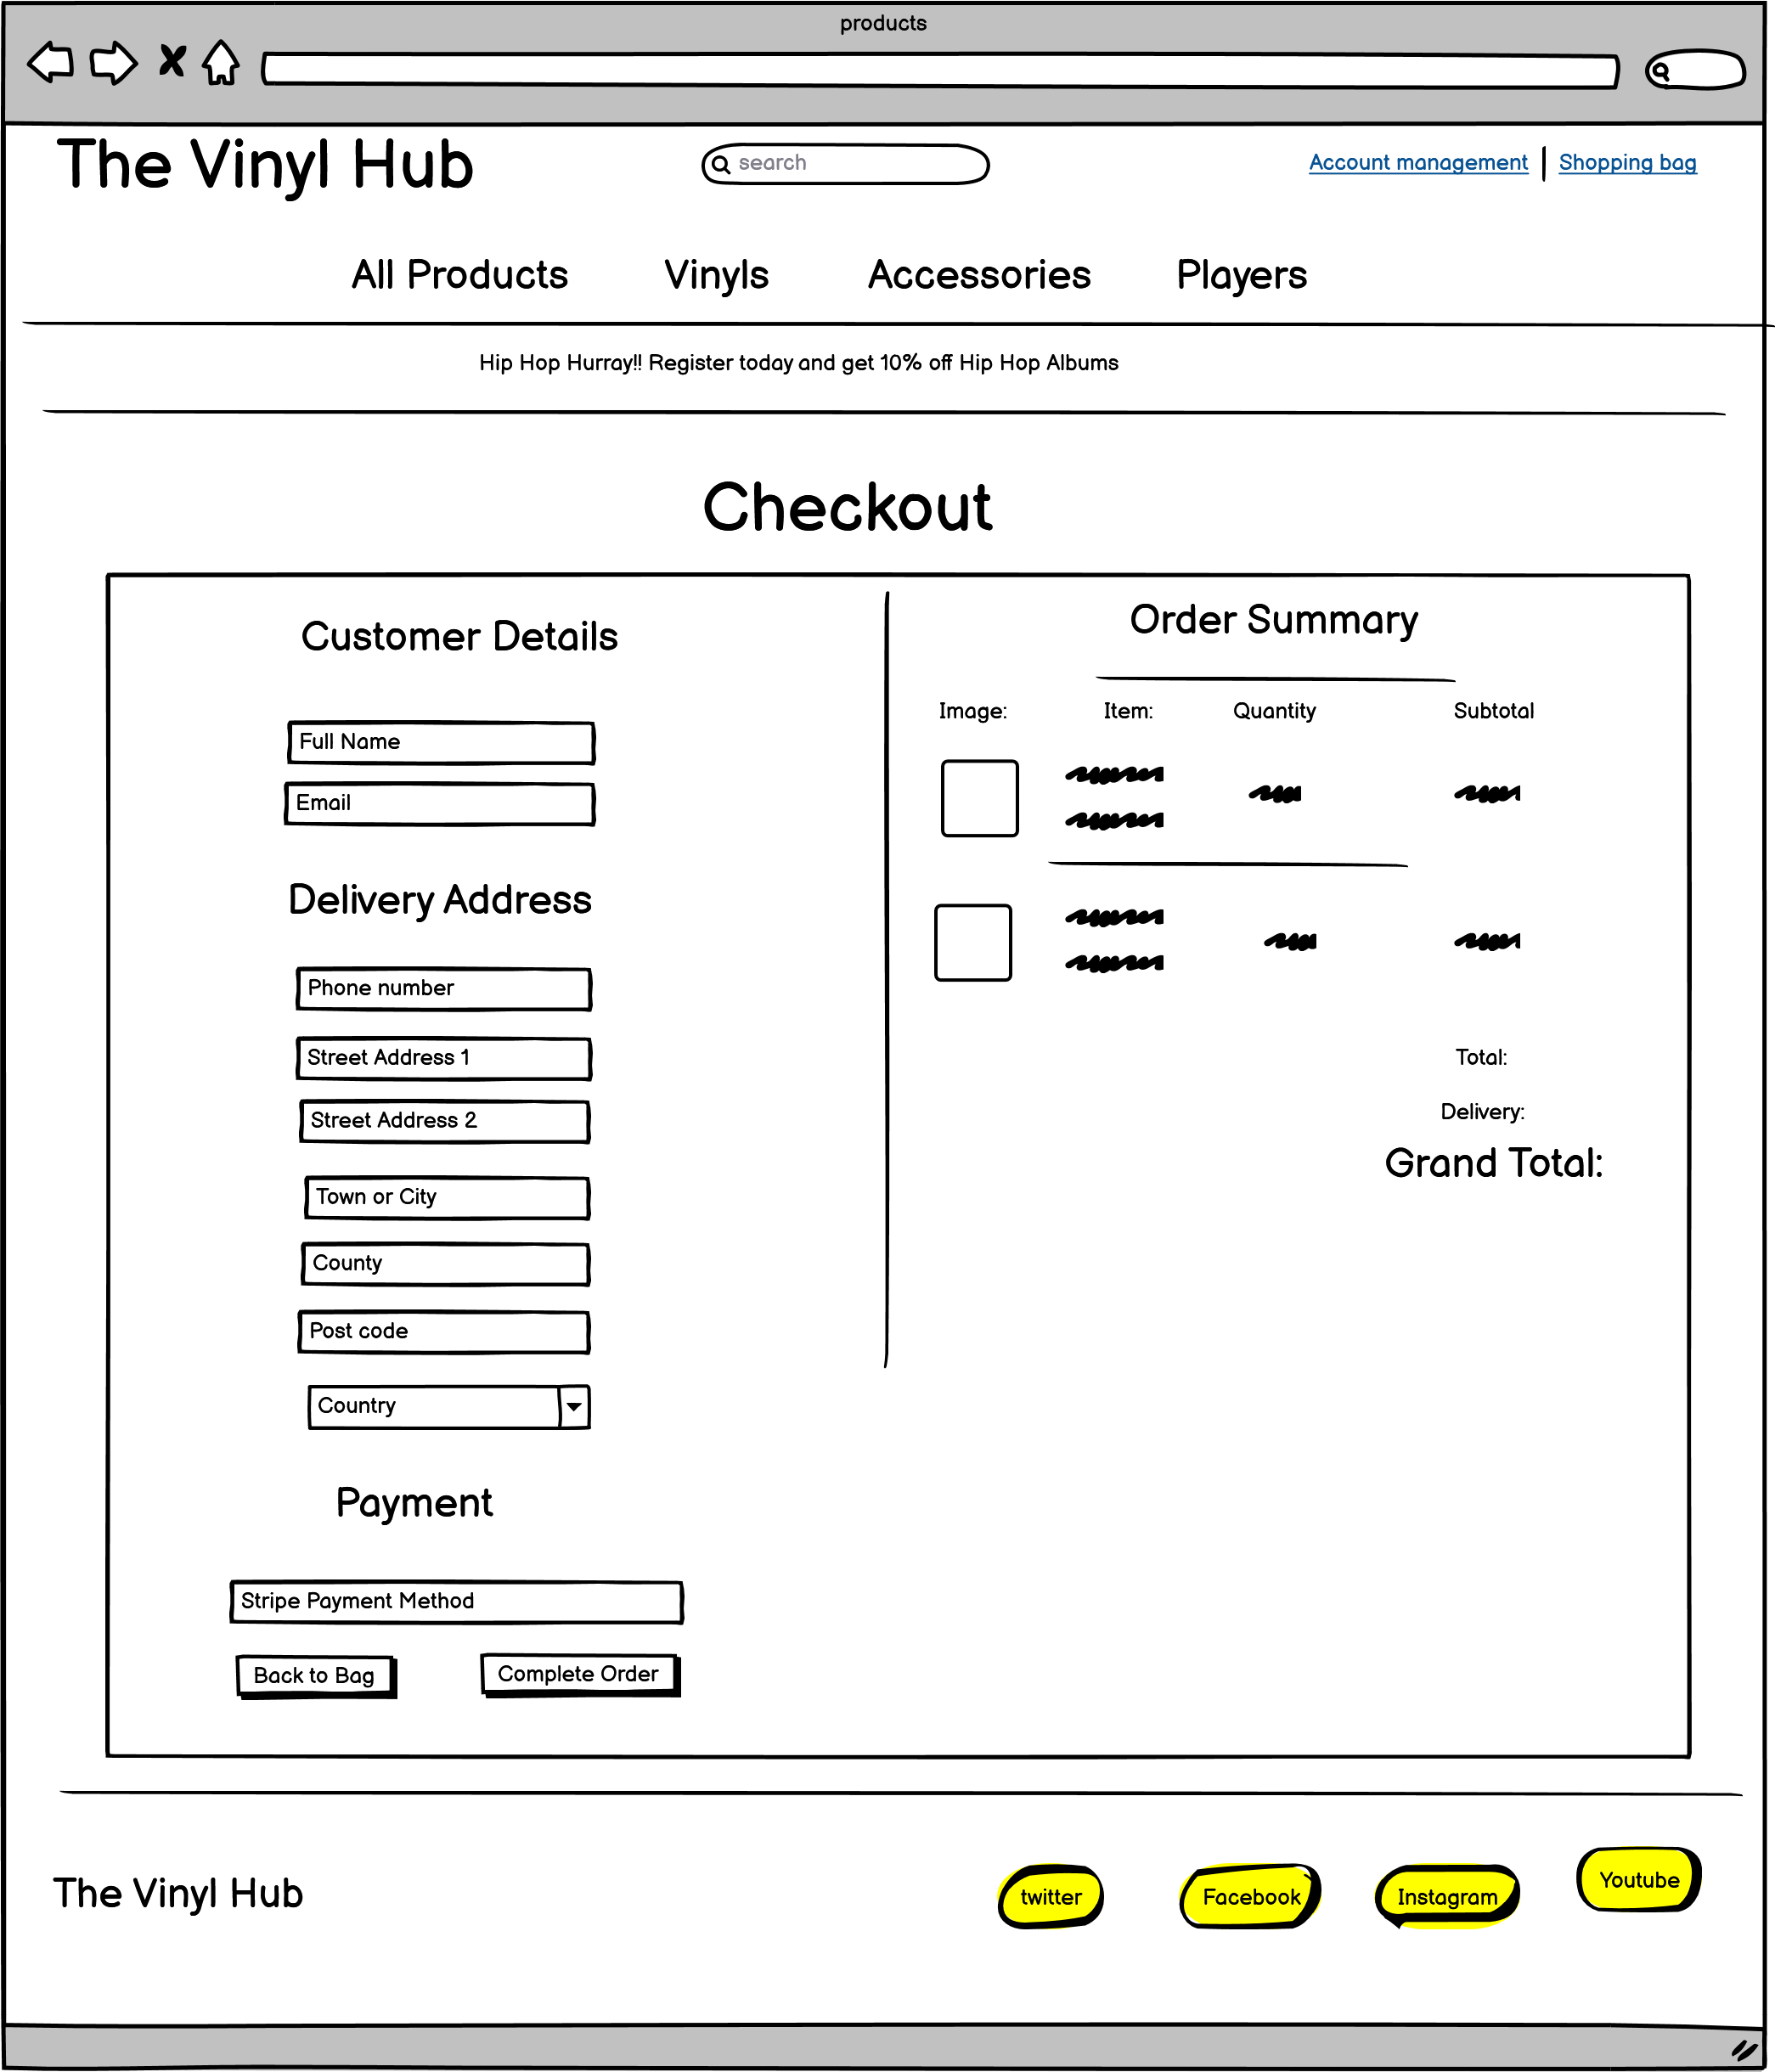 products
The Vinyl Hub
search
Account management
Shopping bag
All Products
Vinyls
Accessories
Players
Hip Hop Hurray!! Register today and get 10% off Hip Hop Albums
Checkout
Customer Details
Full Name
Email
Delivery Address
Phone number
Street Address 1
Street Address 2
Town or City
County
Post code
Country
Payment
Stripe Payment Method
Back to Bag
Complete Order
Order Summary
Image:
Item:
Quantity
Subtotal
Total:
Delivery:
Grand Total:
The Vinyl Hub
twitter
Facebook
Instagram
Youtube